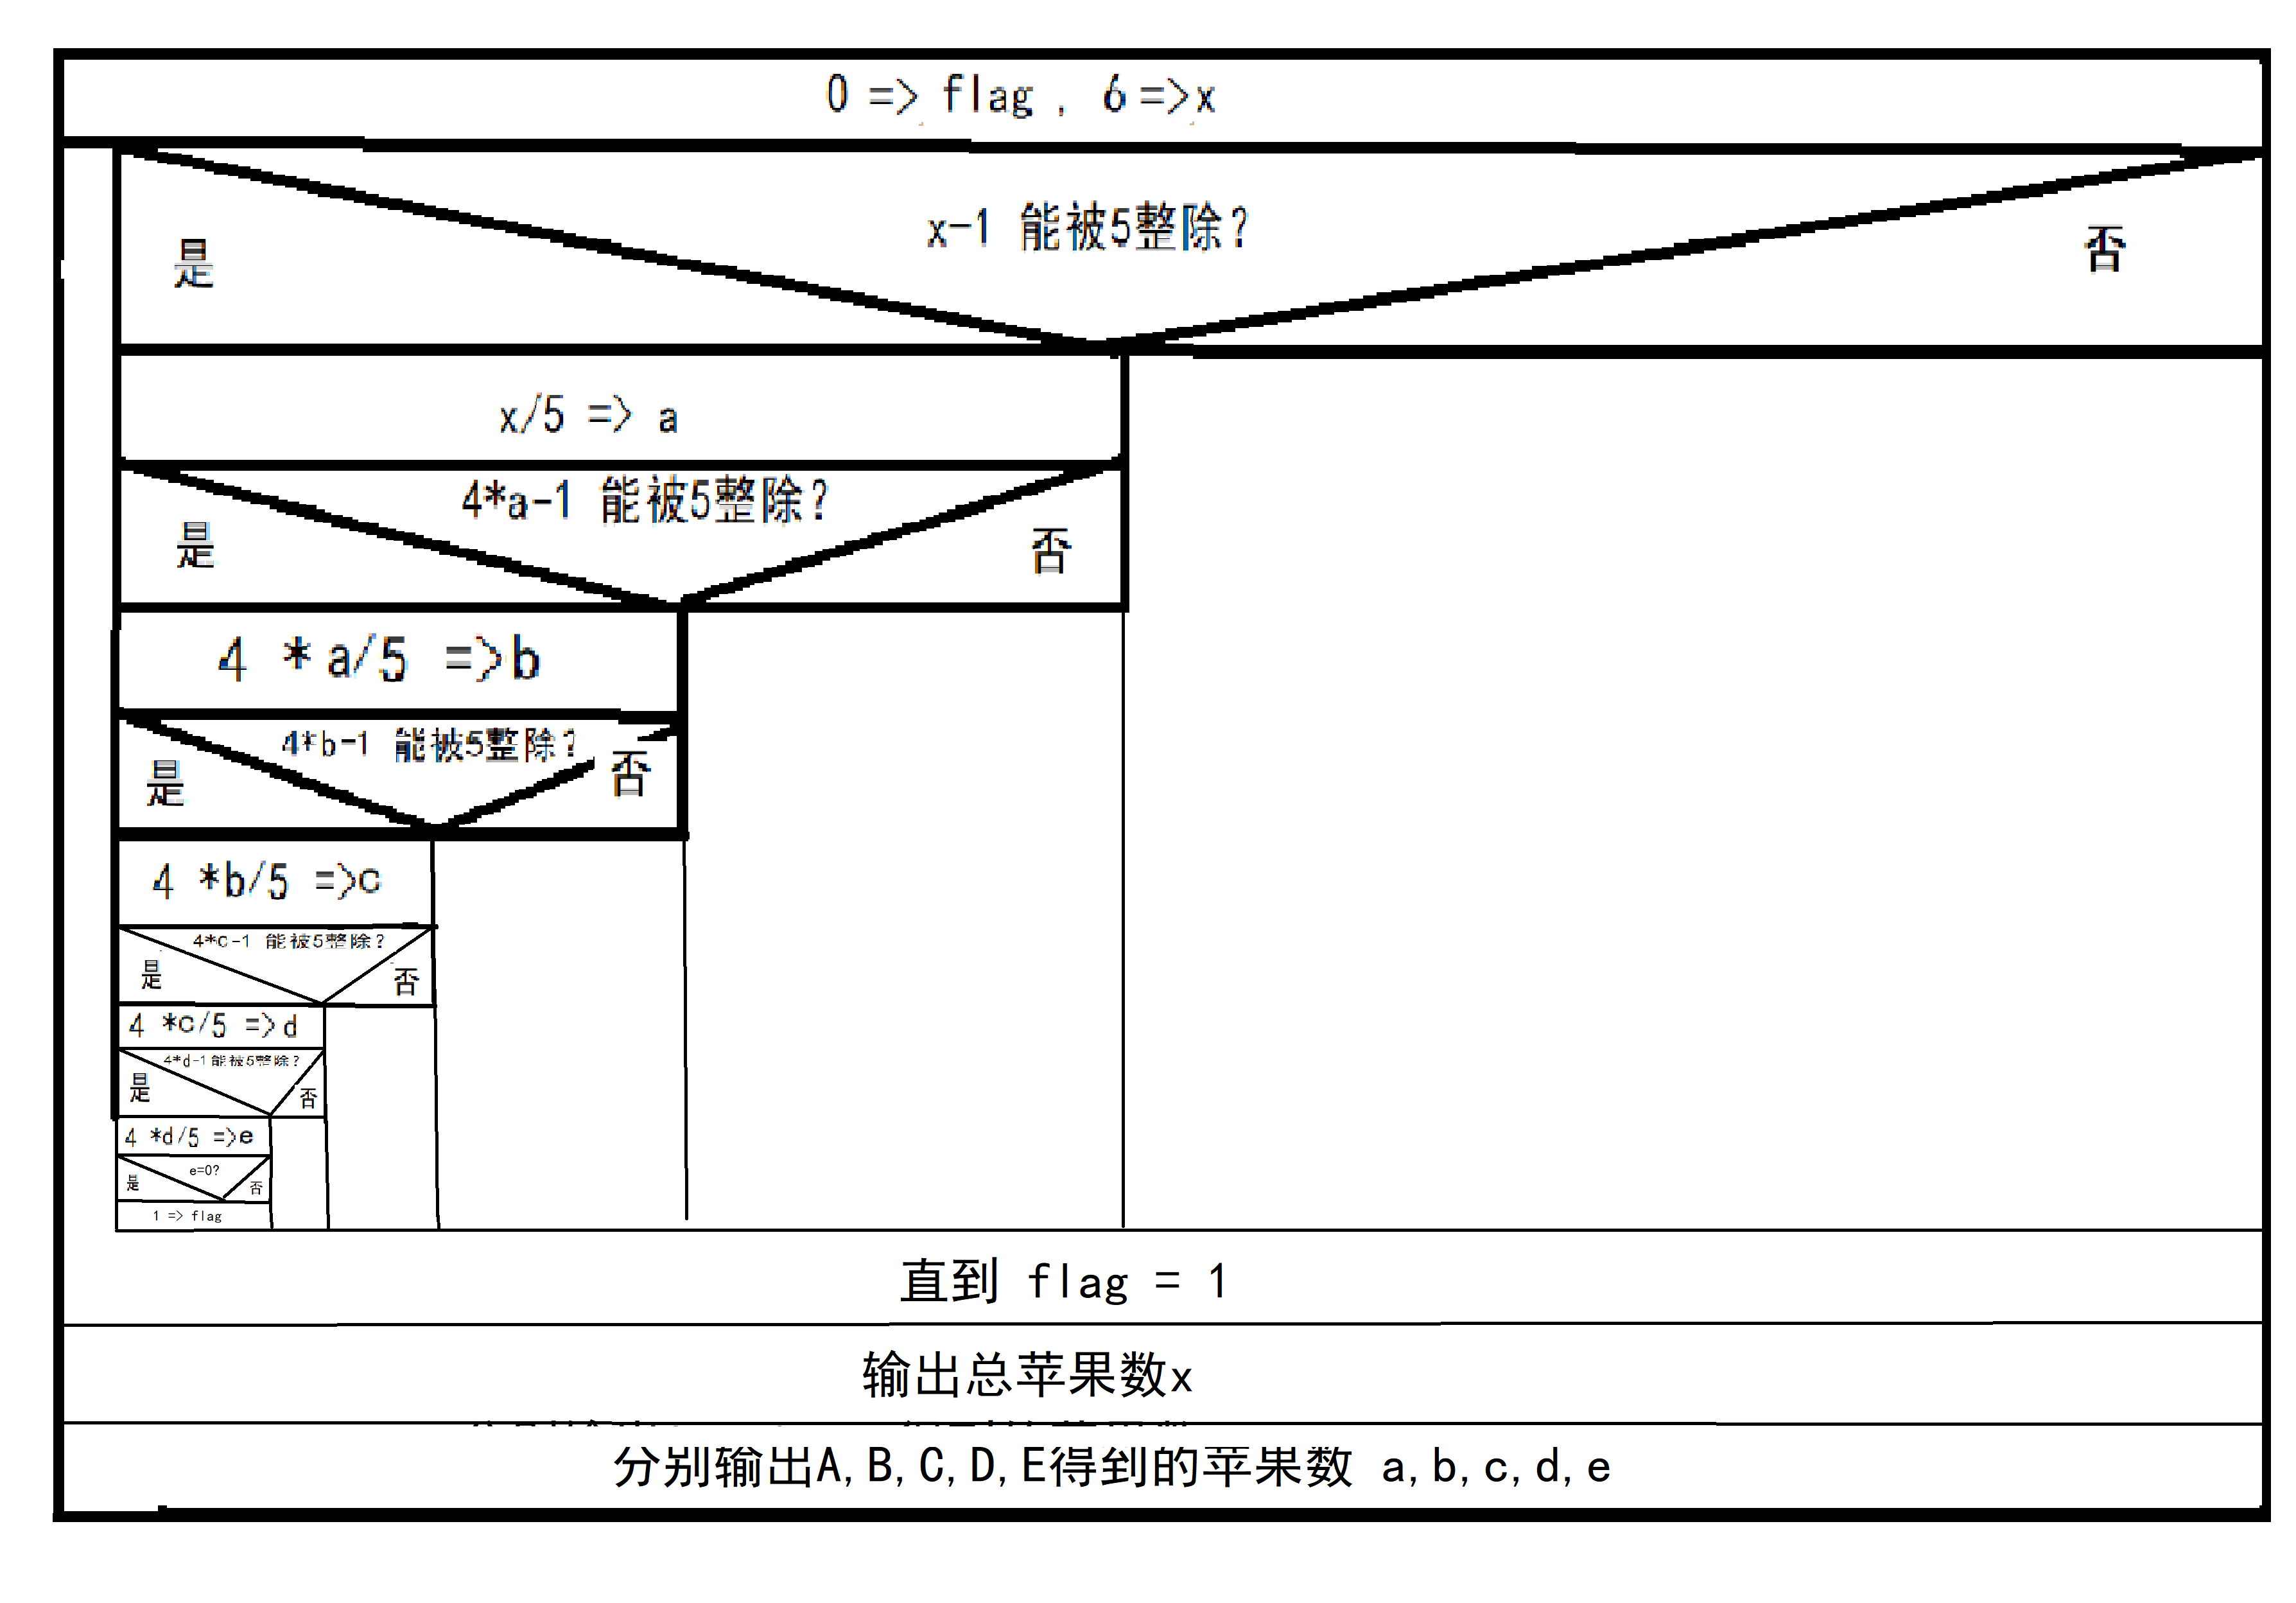 0 => flag , 6 =>x
x-1 能被5整除?
是
否
x/5 => a
4*a-1 能被5整除?
是
否
4 *a/5 =>b
4*b-1 能被5整除?
是
否
4 *b/5 =>c
4*c-1 能被5整除?
是
否
4 *c/5 =>d
4*d-1能被5整除?
是
否
4 *d/5 =>e
e=0?
是
否
1 => flag
直到 flag = 1
输出总苹果数x
分别输出A,B,C,D,E得到的苹果数 a,b,c,d,e